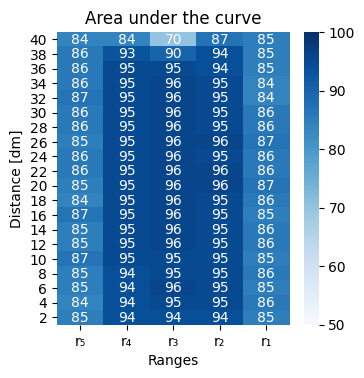 Area under the curve
40 84 84 70 87 85
38 86 93 90 94 85
36 86 95 95 94 85
34 86 95 96 95 84
32 87 95 96 95 84
30 86 95 96 95 86
28 86 95 96 95 86
26 85 95 96 96 87
24 86 95 96 95 86
22 86 95 96 96 86
20 85 95 96 96 87
18 84 95 96 95 86
16 87 95 96 95 85
14 85 95 96 95 86
12 85 95 96 95 86
10 87 95 95 95 85
8 85 94 95 95 86
6 85 94 96 95 85
4 84 94 95 95 86
2 85 94 94 94 85
r₅ r₄ r₃ r₂ r₁
Ranges
Distance [dm]
100
90
80
70
60
50